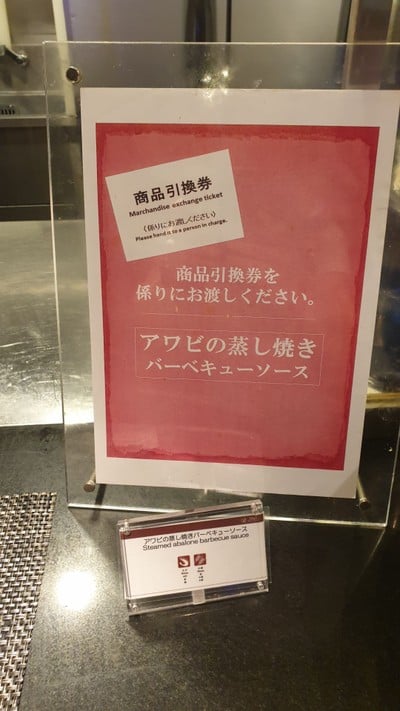 商品引換券
Marchandise exchange ticket
(係りにお渡しください)
Please hand it to a person in charge.
商品引換券を
係りにお渡しください。
アワビの蒸し焼き
バーベキューソース
アワビの蒸し焼きバーベキューソース
Steamed abalone barbecue sauce